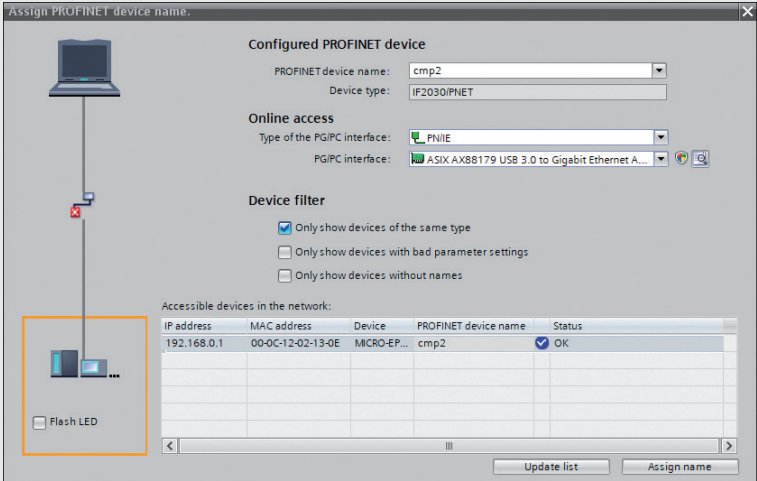 Assign PROFINET device name.
Configured PROFINET device
PROFINET device name: cmp2
Device type: IF2030/PNET
Online access
Type of the PG/PC interface: PN/IE
PG/PC interface: ASIX AX88179 USB 3.0 to Gigabit Ethernet A...
Device filter
Only show devices of the same type
Only show devices with bad parameter settings
Only show devices without names
Accessible devices in the network:
IP address MAC address Device PROFINET device name Status
192.168.0.1 00-0C-12-02-13-0E MICRO-EP... cmp2 OK
...
Flash LED
Update list Assign name